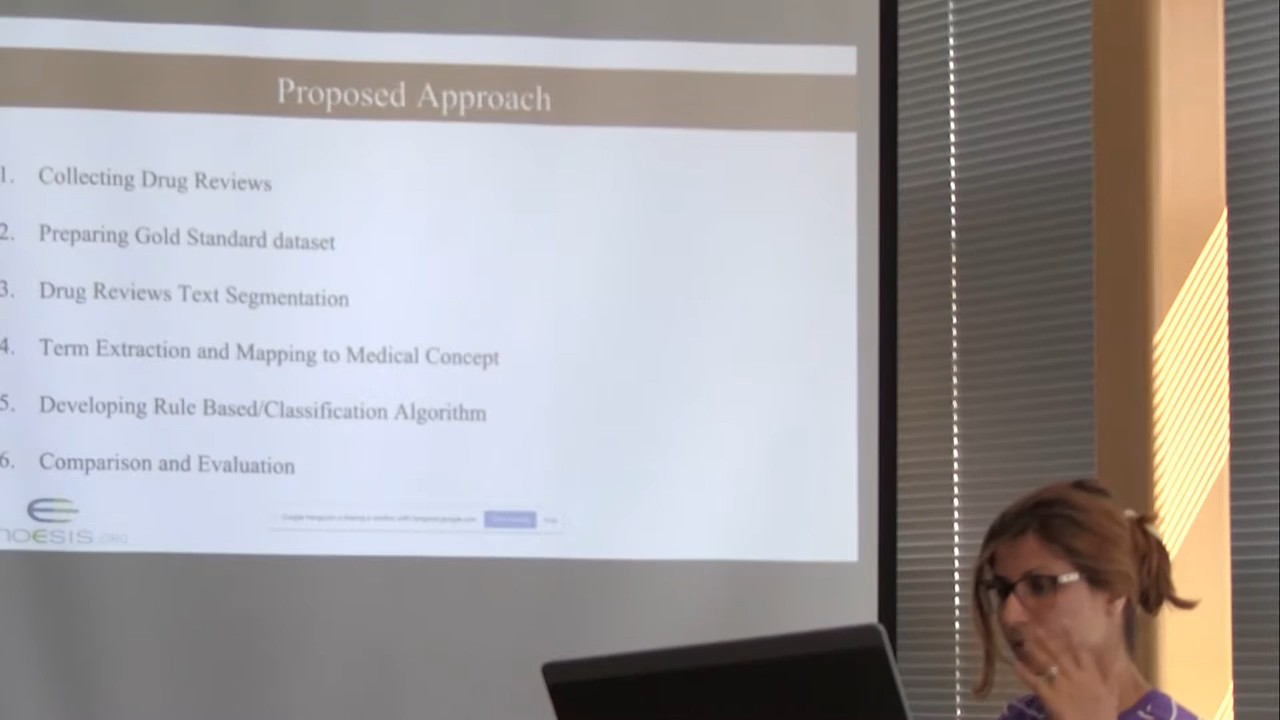 Proposed Approach
1. Collecting Drug Reviews
2. Preparing Gold Standard dataset
3. Drug Reviews Text Segmentation
4. Term Extraction and Mapping to Medical Concept
5. Developing Rule Based/Classification Algorithm
6. Comparison and Evaluation
NOESIS.ORG